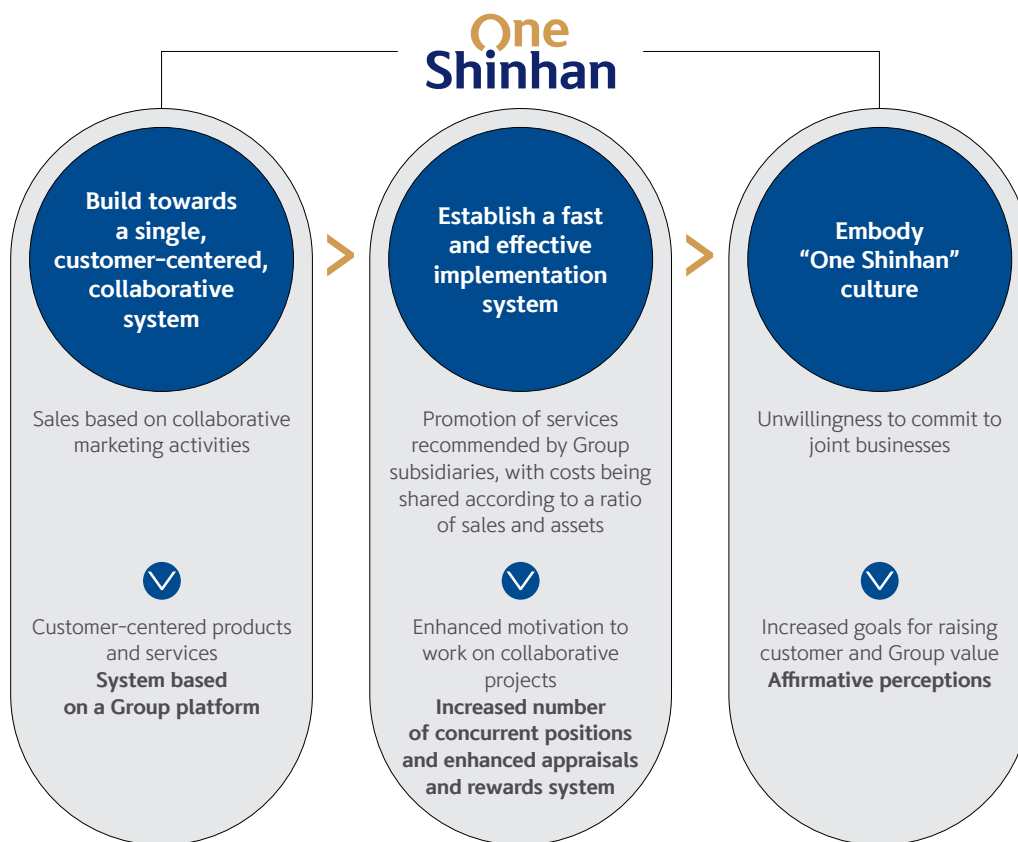 One
Shinhan
Build towards
a single,
customer-centered,
collaborative
system
Sales based on collaborative
marketing activities
Customer-centered products
and services
System based
on a Group platform
Establish a fast
and effective
implementation
system
Promotion of services
recommended by Group
subsidiaries, with costs being
shared according to a ratio
of sales and assets
Enhanced motivation to
work on collaborative
projects
Increased number
of concurrent positions
and enhanced appraisals
and rewards system
Embody
“One Shinhan”
culture
Unwillingness to commit to
joint businesses
Increased goals for raising
customer and Group value
Affirmative perceptions